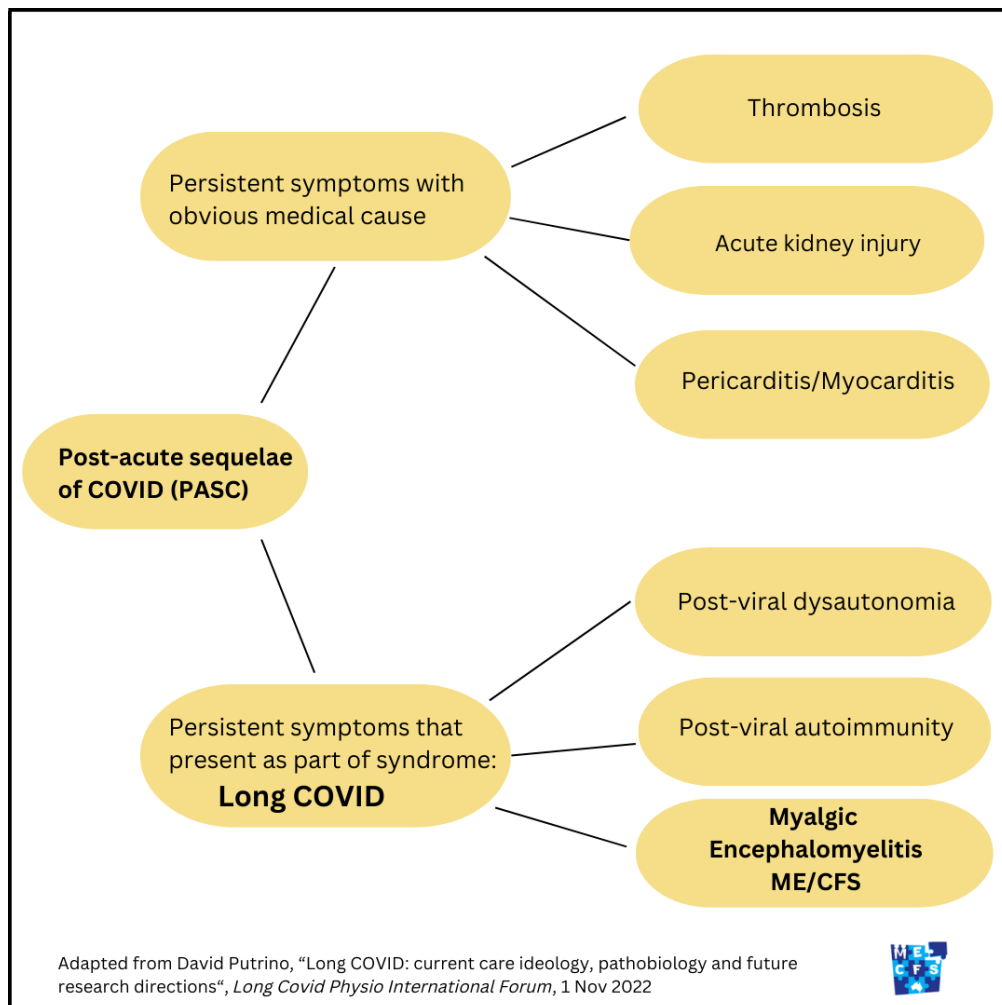 Thrombosis
Persistent symptoms with
obvious medical cause
Acute kidney injury
Pericarditis/Myocarditis
Post-acute sequelae
of COVID (PASC)
Post-viral dysautonomia
Persistent symptoms that
present as part of syndrome:
Long COVID
Post-viral autoimmunity
Myalgic
Encephalomyelitis
ME/CFS
Adapted from David Putrino, “Long COVID: current care ideology, pathobiology and future
research directions“, Long Covid Physio International Forum, 1 Nov 2022
ME
CFS